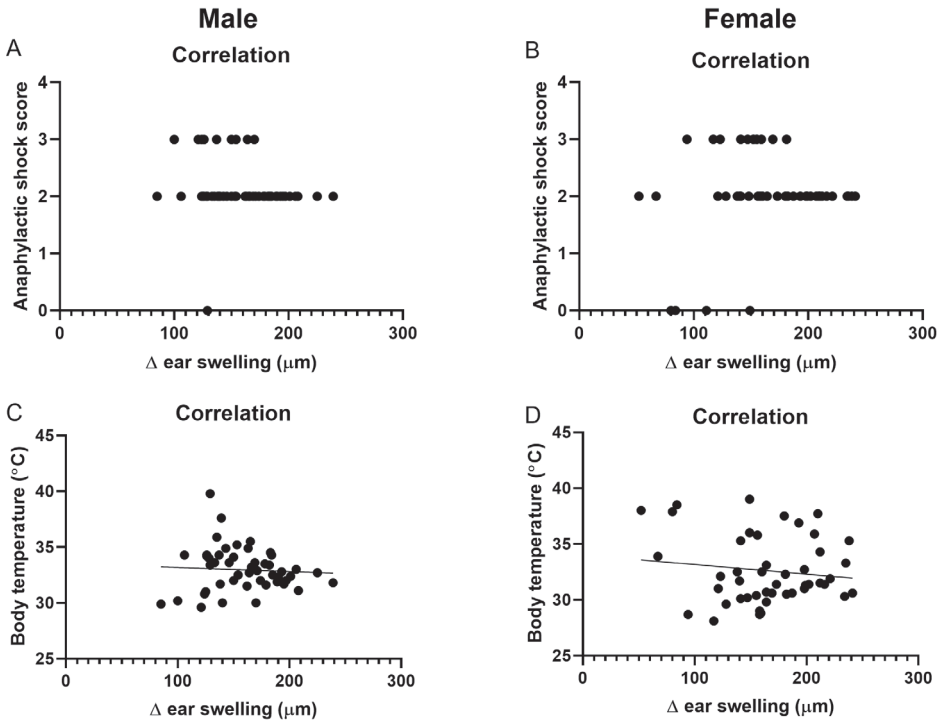 Male
Female
A
Correlation
Anaphylactic shock score
4
3
2
1
0
0 100 200 300
Δ ear swelling (μm)
B
Correlation
Anaphylactic shock score
4
3
2
1
0
0 100 200 300
Δ ear swelling (μm)
C
Correlation
Body temperature (°C)
45
40
35
30
25
0 100 200 300
Δ ear swelling (μm)
D
Correlation
Body temperature (°C)
45
40
35
30
25
0 100 200 300
Δ ear swelling (μm)